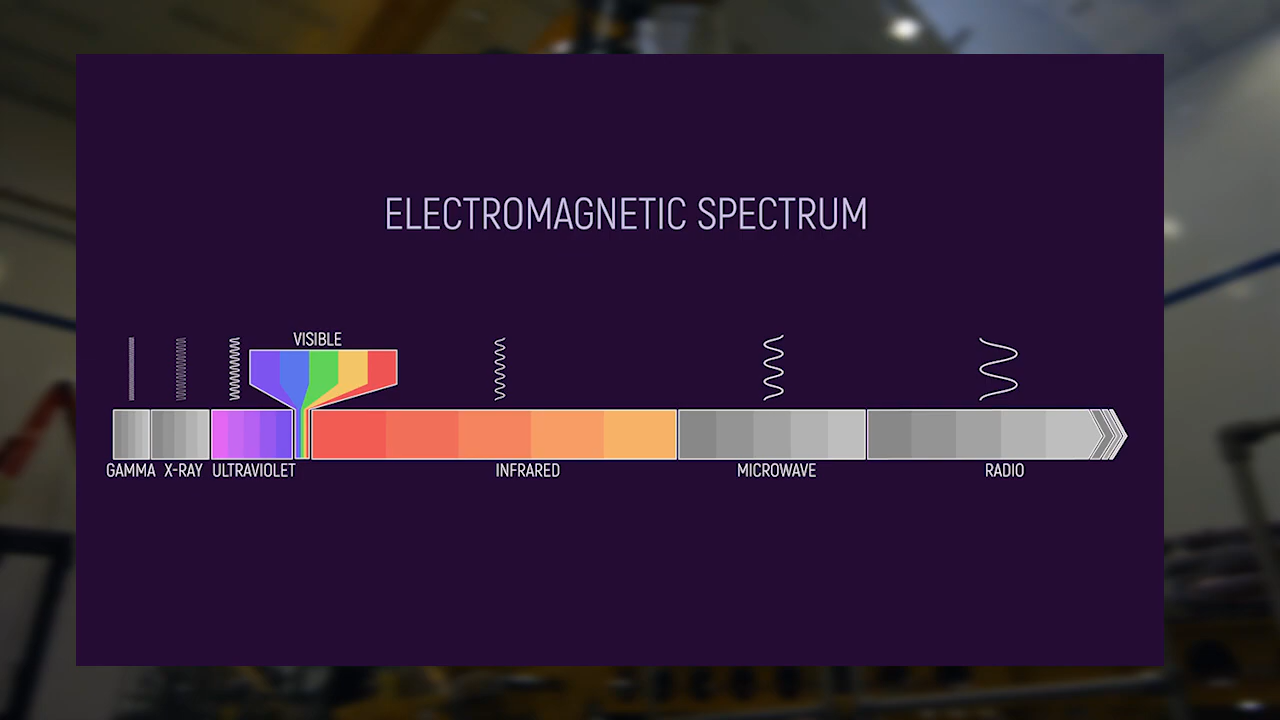 ELECTROMAGNETIC SPECTRUM
VISIBLE
GAMMA X-RAY ULTRAVIOLET INFRARED MICROWAVE RADIO